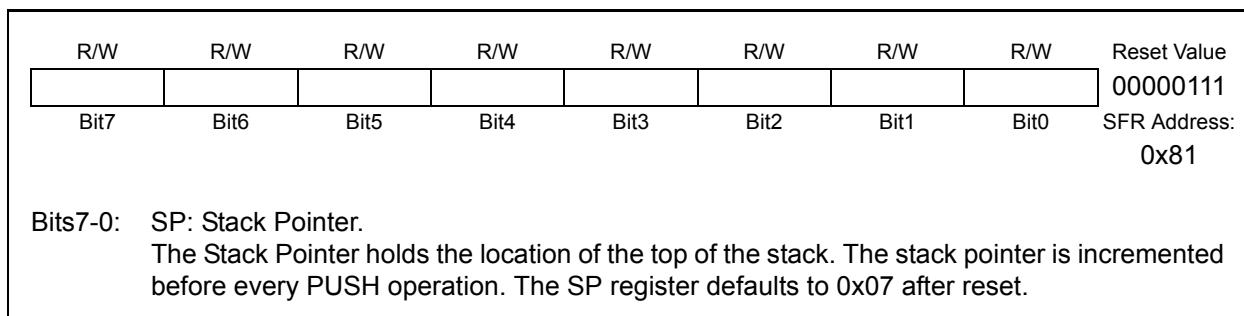 R/W R/W R/W R/W R/W R/W R/W R/W Reset Value
00000111
Bit7 Bit6 Bit5 Bit4 Bit3 Bit2 Bit1 Bit0 SFR Address:
0x81
Bits7-0: SP: Stack Pointer.
The Stack Pointer holds the location of the top of the stack. The stack pointer is incremented
before every PUSH operation. The SP register defaults to 0x07 after reset.